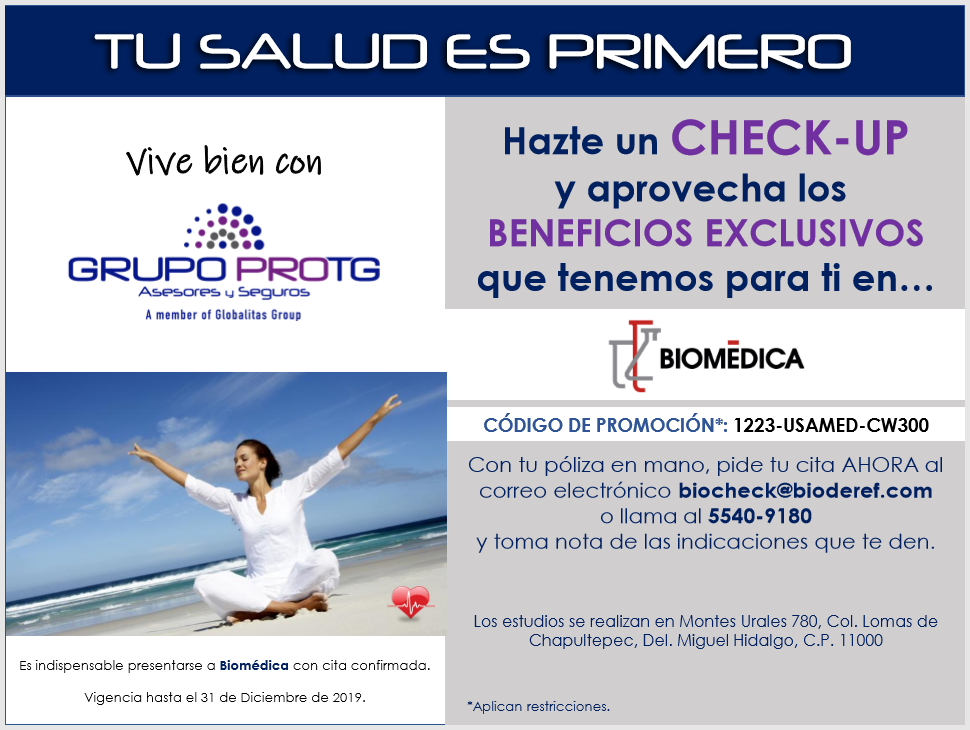 TU SALUD ES PRIMERO
Vive bien con
GRUPO PROTG
Asesores y Seguros
A member of Globalitas Group
Hazte un CHECK-UP
y aprovecha los
BENEFICIOS EXCLUSIVOS
que tenemos para ti en...
BIOMĒDICA
CÓDIGO DE PROMOCIÓN*: 1223-USAMED-CW300
Con tu póliza en mano, pide tu cita AHORA al
correo electrónico biocheck@bioderef.com
o llama al 5540-9180
y toma nota de las indicaciones que te den.
Los estudios se realizan en Montes Urales 780, Col. Lomas de
Chapultepec, Del. Miguel Hidalgo, C.P. 11000
*Aplican restricciones.
Es indispensable presentarse a Biomédica con cita confirmada.
Vigencia hasta el 31 de Diciembre de 2019.